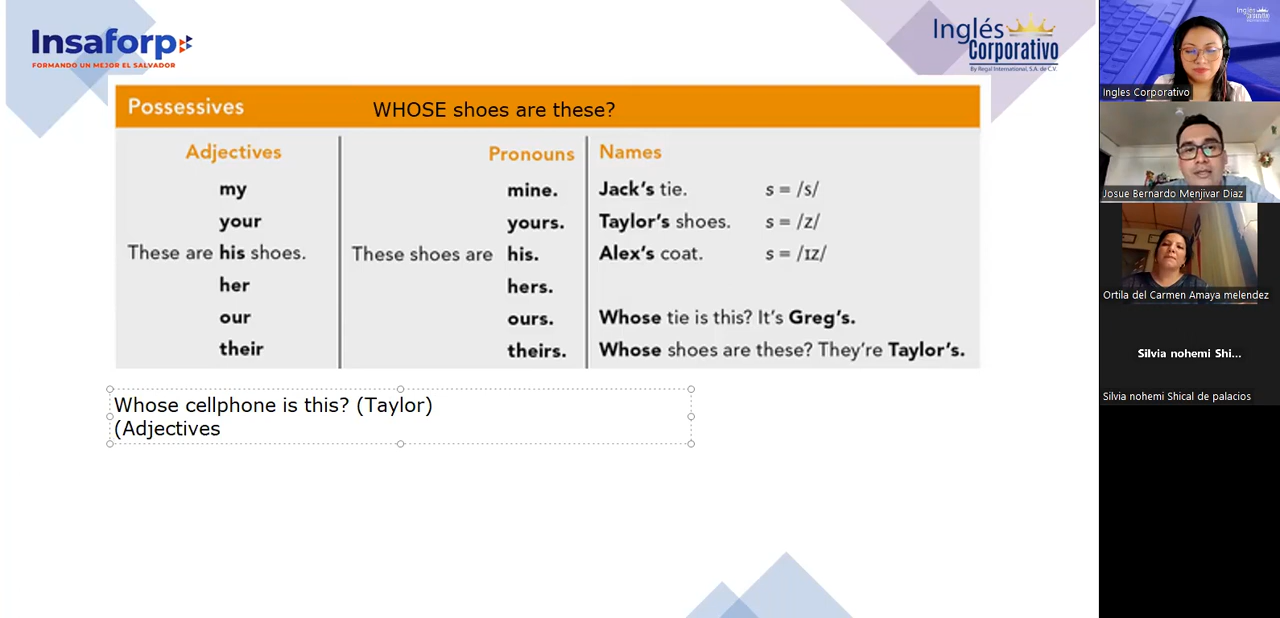 Insaforp
FORMANDO UN MEJOR EL SALVADOR
Inglés
Corporativo
By Regal International, S.A. de C.V.
Possessives
WHOSE shoes are these?
Adjectives
my
your
These are his shoes.
her
our
their
Pronouns
mine.
yours.
These shoes are his.
hers.
ours.
theirs.
Names
Jack's tie. s = /s/
Taylor's shoes. s = /z/
Alex's coat. s = /ɪz/
Whose tie is this? It's Greg's.
Whose shoes are these? They're Taylor's.
Whose cellphone is this? (Taylor)
(Adjectives
Inglés
Ingles Corporativo
Josue Bernardo Menjivar Diaz
Ortila del Carmen Amaya melendez
Silvia nohemi Shi...
Silvia nohemi Shical de palacios